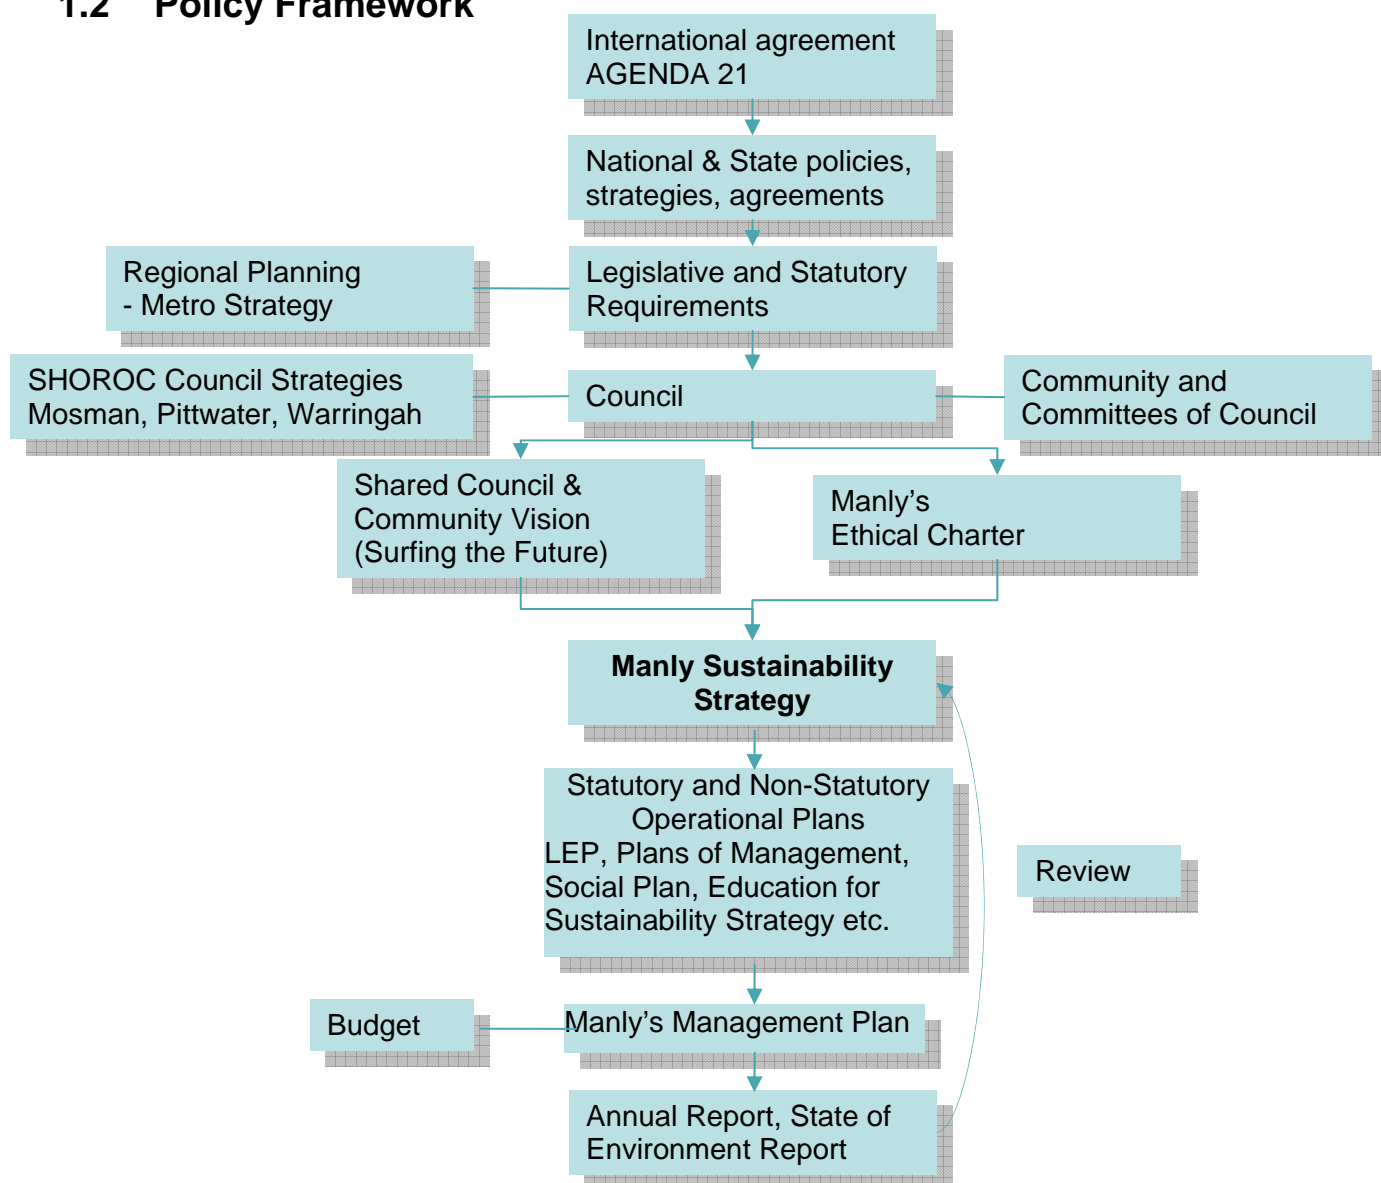 1.2 Policy Framework
International agreement
AGENDA 21
National & State policies,
strategies, agreements
Regional Planning
- Metro Strategy
Legislative and Statutory
Requirements
SHOROC Council Strategies
Mosman, Pittwater, Warringah
Council
Community and
Committees of Council
Shared Council &
Community Vision
(Surfing the Future)
Manly’s
Ethical Charter
Manly Sustainability
Strategy
Statutory and Non-Statutory
Operational Plans
LEP, Plans of Management,
Social Plan, Education for
Sustainability Strategy etc.
Review
Budget
Manly’s Management Plan
Annual Report, State of
Environment Report